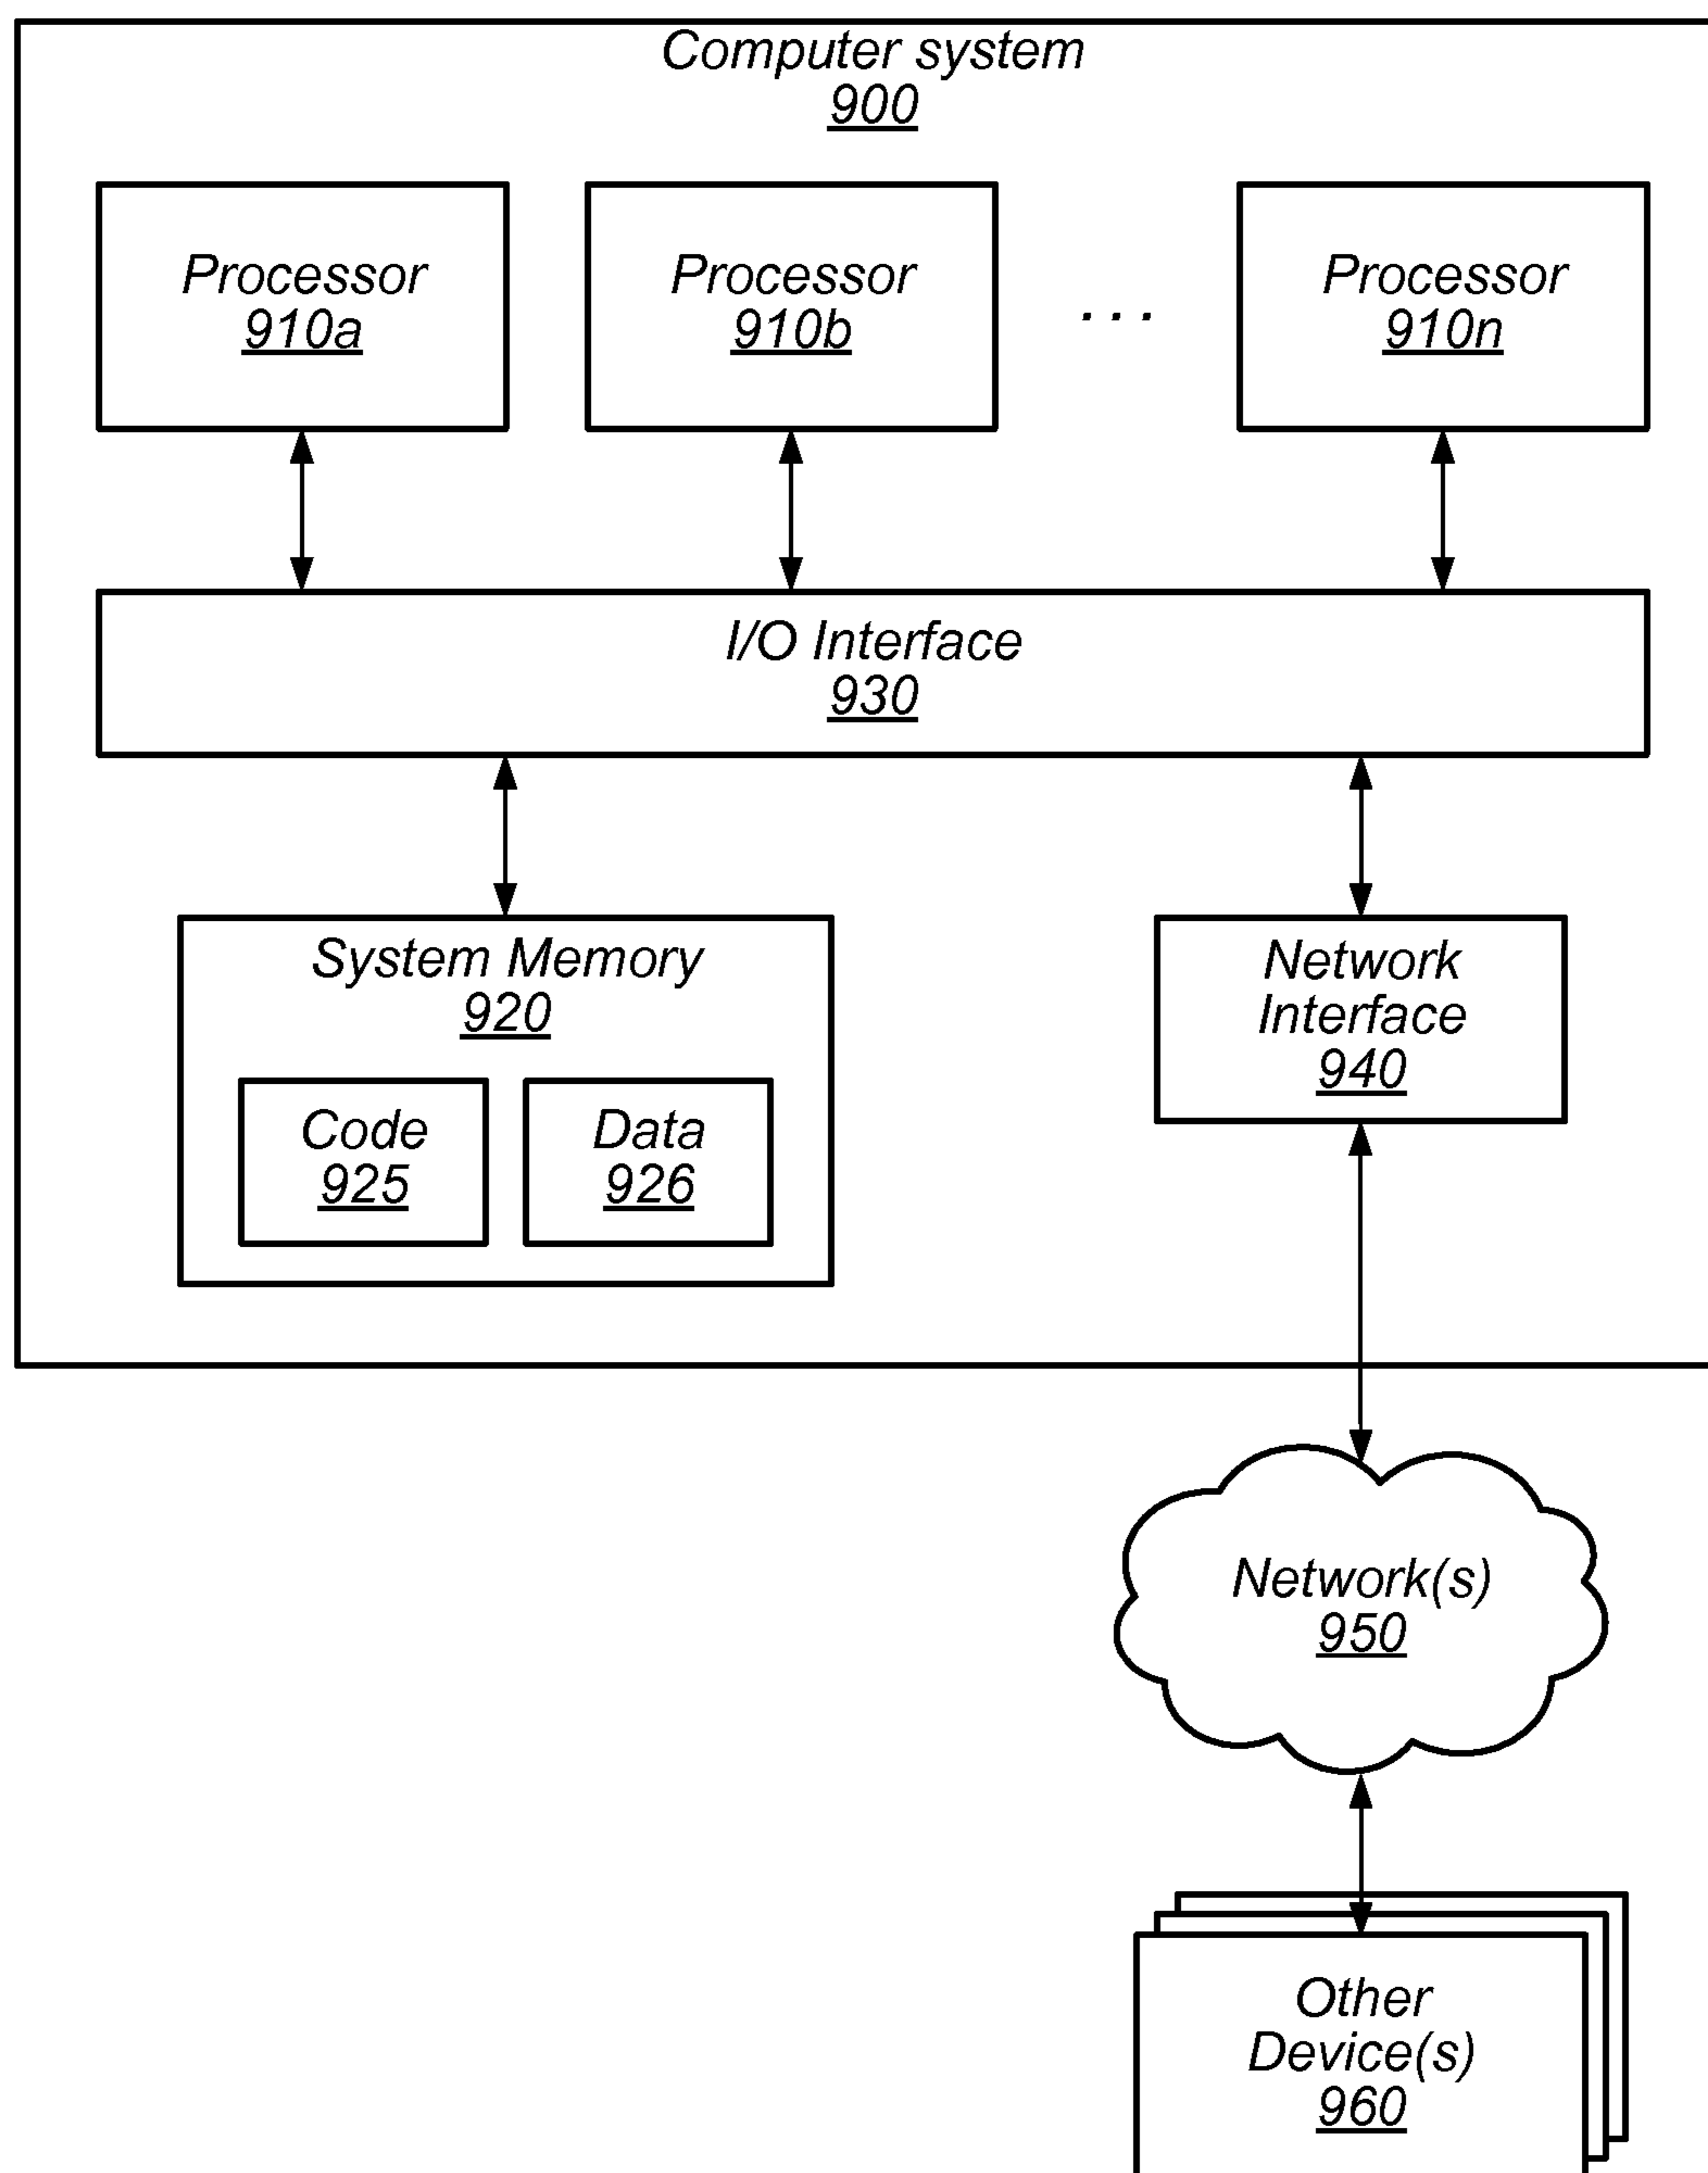 Computer system
900
Processor
910a
Processor
910b
. . .
Processor
910n
I/O Interface
930
System Memory
920
Code
925
Data
926
Network
Interface
940
Network(s)
950
Other
Device(s)
960